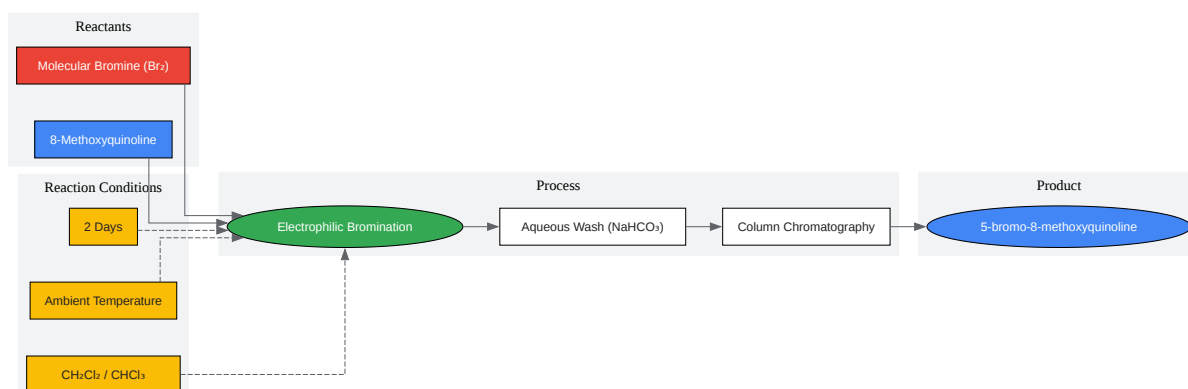 Reactants
Molecular Bromine (Br₂)
8-Methoxyquinoline
Reaction Conditions
2 Days
Ambient Temperature
CH₂Cl₂ / CHCl₃
Process
Electrophilic Bromination
Aqueous Wash (NaHCO₃)
Column Chromatography
Product
5-bromo-8-methoxyquinoline